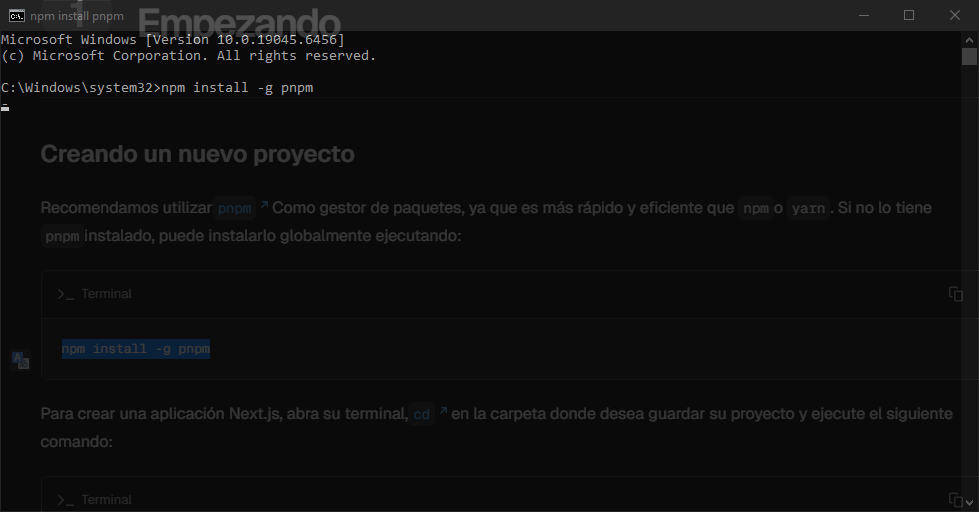 npm install pnpm
Empezando
Microsoft Windows [Version 10.0.19045.6456]
(c) Microsoft Corporation. All rights reserved.
C:\Windows\system32>npm install -g pnpm
Creando un nuevo proyecto
Recomendamos utilizar pnpm Como gestor de paquetes, ya que es más rápido y eficiente que npm o yarn. Si no lo tiene
pnpm instalado, puede instalarlo globalmente ejecutando:
>_ Terminal
npm install -g pnpm
Para crear una aplicación Next.js, abra su terminal, cd en la carpeta donde desea guardar su proyecto y ejecute el siguiente
comando:
>_ Terminal